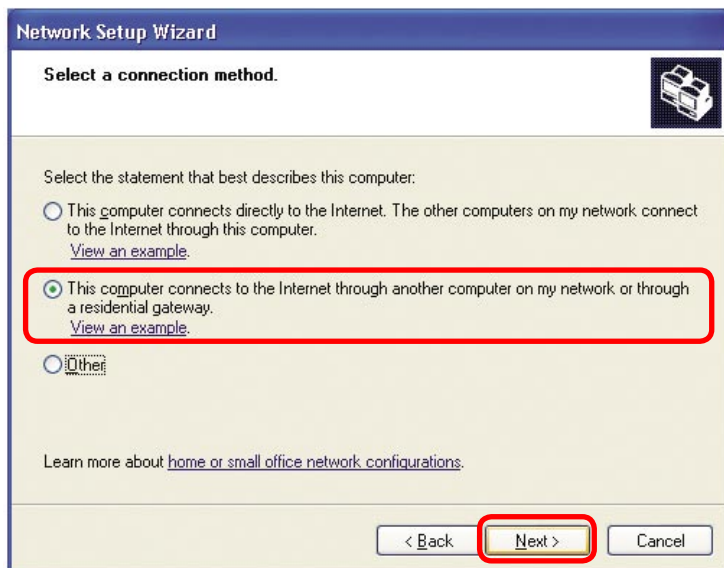 Network Setup Wizard
Select a connection method.
Select the statement that best describes this computer:
This computer connects directly to the Internet. The other computers on my network connect
to the Internet through this computer.
View an example.
This computer connects to the Internet through another computer on my network or through
a residential gateway.
View an example.
Other
Learn more about home or small office network configurations.
< Back Next > Cancel